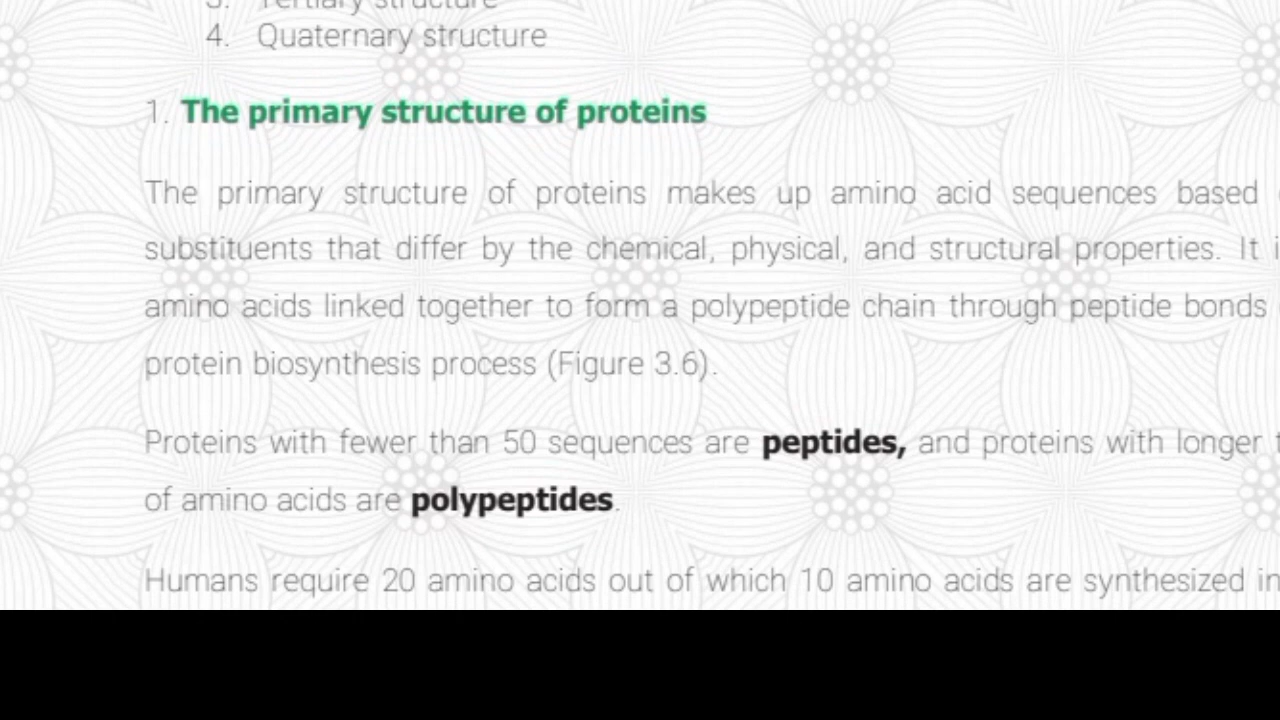 3. Tertiary structure
4. Quaternary structure
1. The primary structure of proteins
The primary structure of proteins makes up amino acid sequences based
substituents that differ by the chemical, physical, and structural properties. It
amino acids linked together to form a polypeptide chain through peptide bonds
protein biosynthesis process (Figure 3.6).
Proteins with fewer than 50 sequences are peptides, and proteins with longer
of amino acids are polypeptides.
Humans require 20 amino acids out of which 10 amino acids are synthesized in